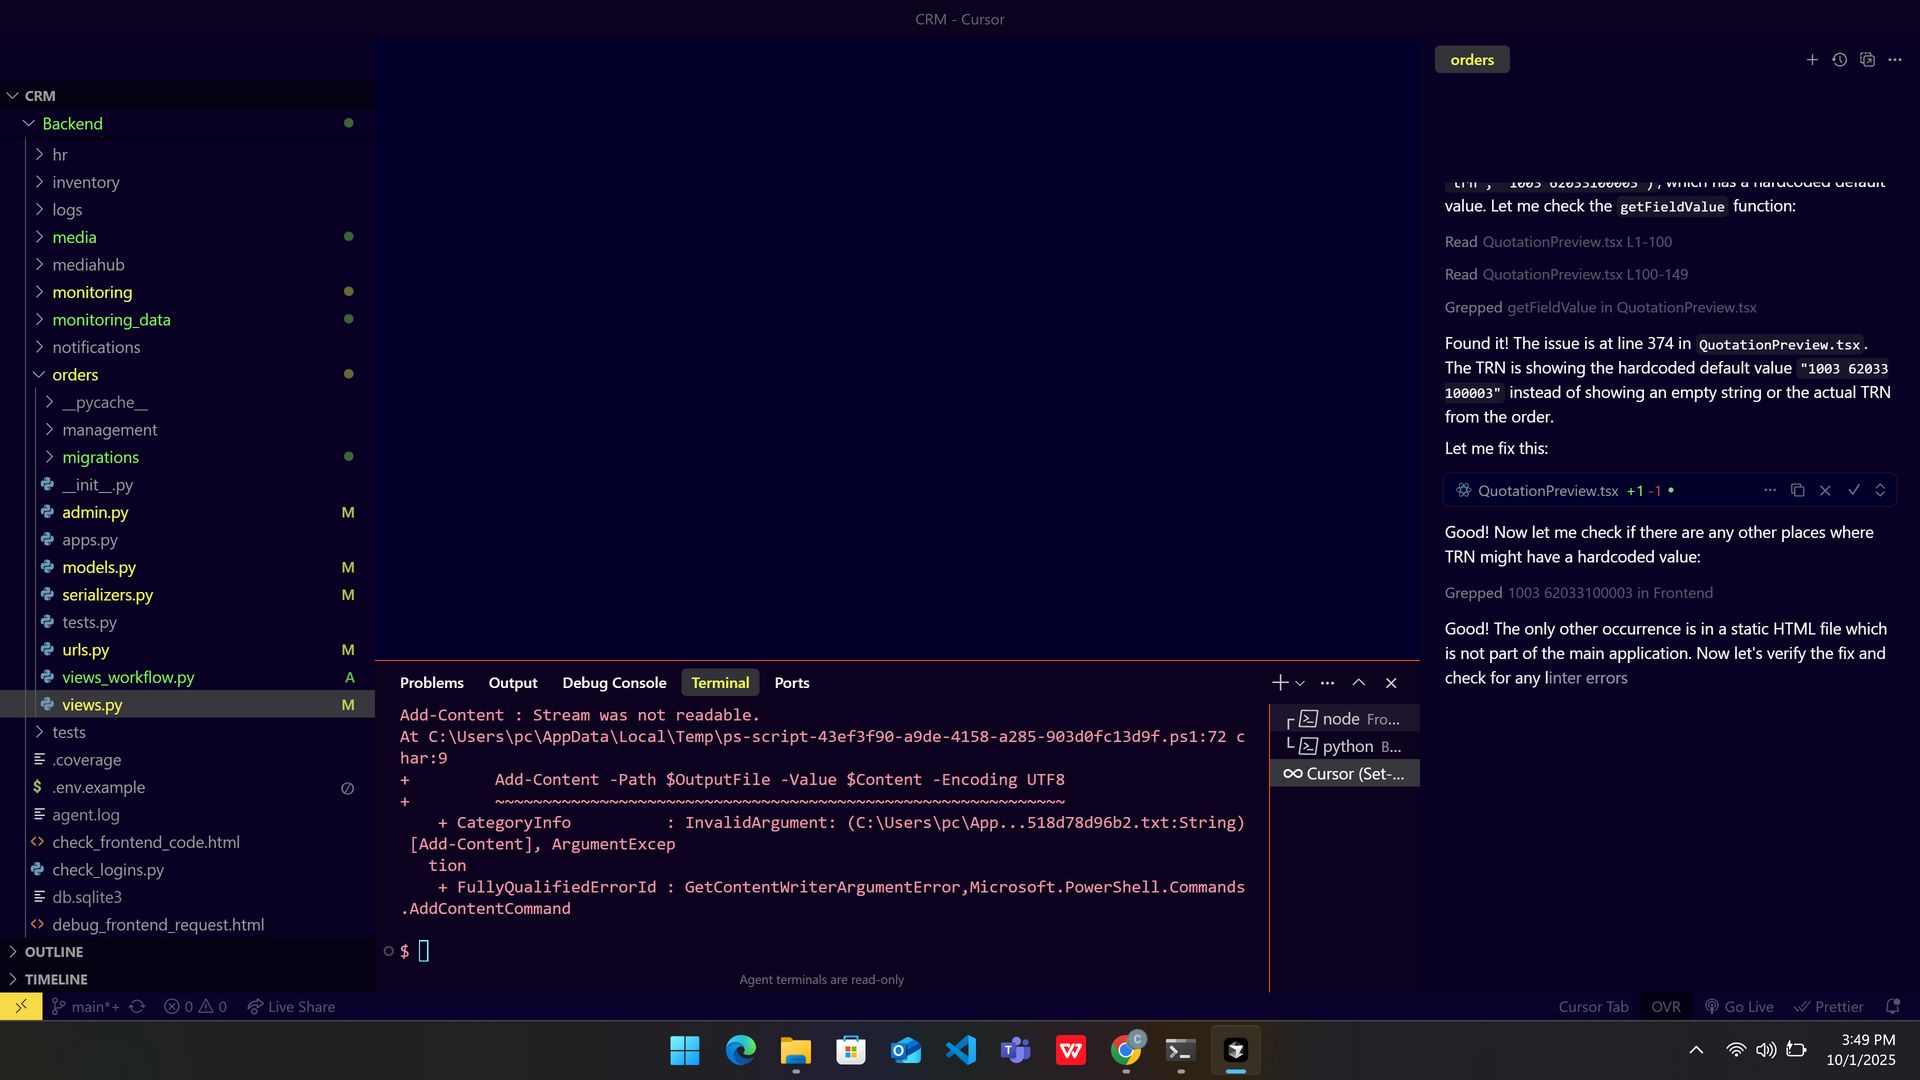 CRM - Cursor
CRM
Backend
hr
inventory
logs
media
mediahub
monitoring
monitoring_data
notifications
orders
__pycache__
management
migrations
__init__.py
admin.py M
apps.py
models.py M
serializers.py M
tests.py
urls.py M
views_workflow.py A
views.py M
tests
.coverage
$ .env.example
agent.log
check_frontend_code.html
check_logins.py
db.sqlite3
debug_frontend_request.html
OUTLINE
TIMELINE
Problems Output Debug Console Terminal Ports
Add-Content : Stream was not readable.
At C:\Users\pc\AppData\Local\Temp\ps-script-43ef3f90-a9de-4158-a285-903d0fc13d9f.ps1:72 c
har:9
+         Add-Content -Path $OutputFile -Value $Content -Encoding UTF8
+         ~~~~~~~~~~~~~~~~~~~~~~~~~~~~~~~~~~~~~~~~~~~~~~~~~~~~~~~~~~~~
+ CategoryInfo          : InvalidArgument: (C:\Users\pc\App...518d78d96b2.txt:String)
[Add-Content], ArgumentExcep
tion
+ FullyQualifiedErrorId : GetContentWriterArgumentError,Microsoft.PowerShell.Commands
.AddContentCommand
$
Agent terminals are read-only
node Fro...
python B...
Cursor (Set-...
orders
"trn", "1003 62033100003"), which has a hardcoded default
value. Let me check the getFieldValue function:
Read QuotationPreview.tsx L1-100
Read QuotationPreview.tsx L100-149
Grepped getFieldValue in QuotationPreview.tsx
Found it! The issue is at line 374 in QuotationPreview.tsx.
The TRN is showing the hardcoded default value "1003 62033
100003" instead of showing an empty string or the actual TRN
from the order.
Let me fix this:
QuotationPreview.tsx +1 -1
Good! Now let me check if there are any other places where
TRN might have a hardcoded value:
Grepped 1003 62033100003 in Frontend
Good! The only other occurrence is in a static HTML file which
is not part of the main application. Now let's verify the fix and
check for any linter errors
main*+ 0 0 Live Share
Cursor Tab OVR Go Live Prettier
3:49 PM
10/1/2025